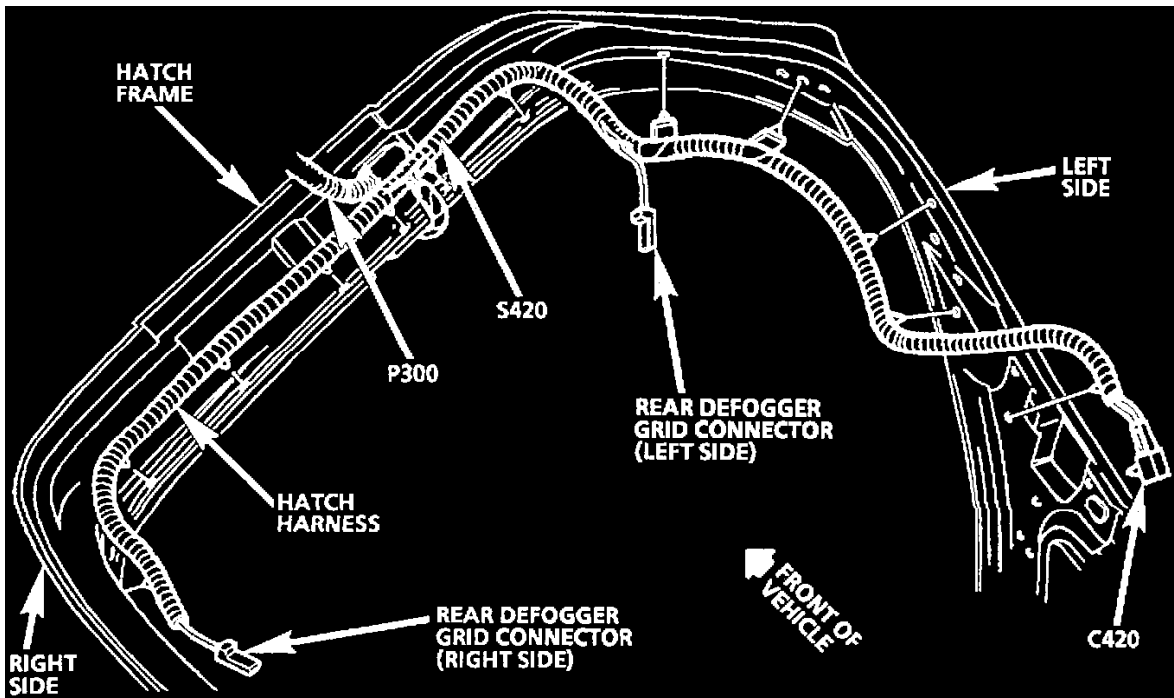 HATCH
FRAME
LEFT
SIDE
S420
P300
REAR DEFOGGER
GRID CONNECTOR
(LEFT SIDE)
HATCH
HARNESS
FRONT OF
VEHICLE
REAR DEFOGGER
GRID CONNECTOR
(RIGHT SIDE)
C420
RIGHT
SIDE